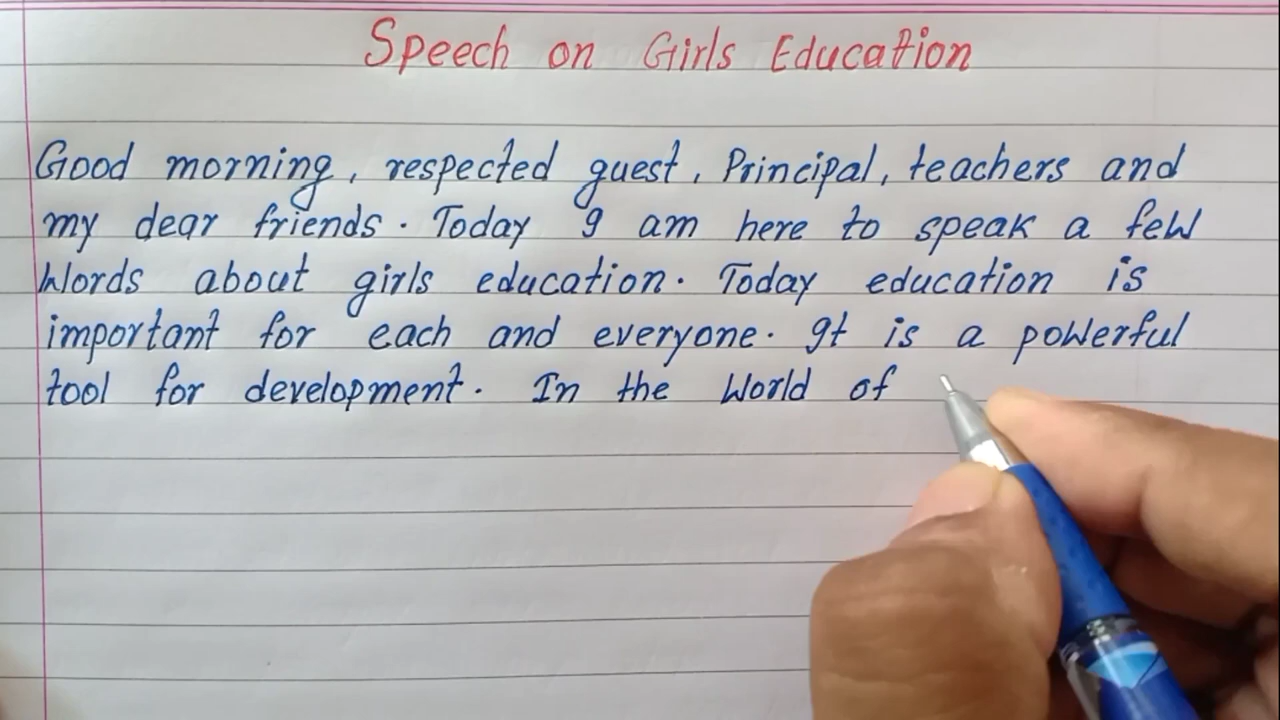 Speech on Girls Education
Good morning, respected guest, Principal, teachers and
my dear friends. Today I am here to speak a few
Words about girls education. Today education is
important for each and everyone. It is a powerful
tool for development. In the World of